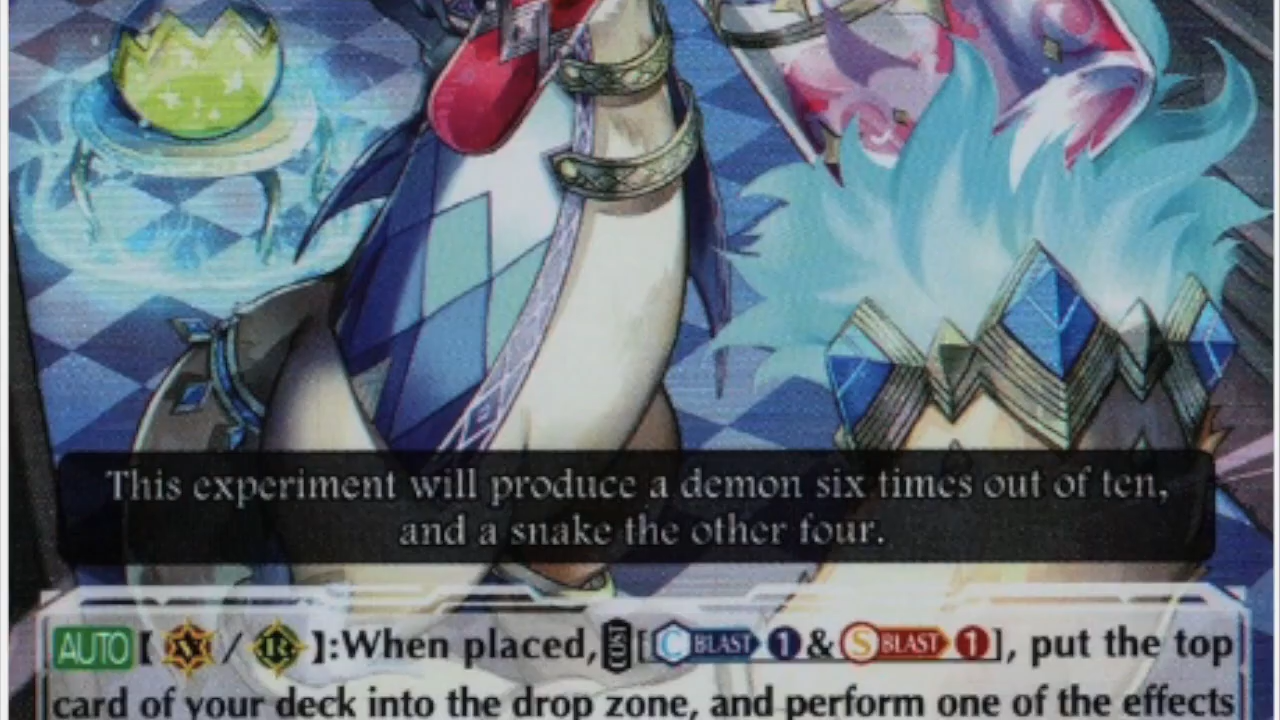 This experiment will produce a demon six times out of ten,
and a snake the other four.
AUTO【V/R】:When placed, COST[C BLAST 1 & S BLAST 1], put the top
card of your deck into the drop zone, and perform one of the effects